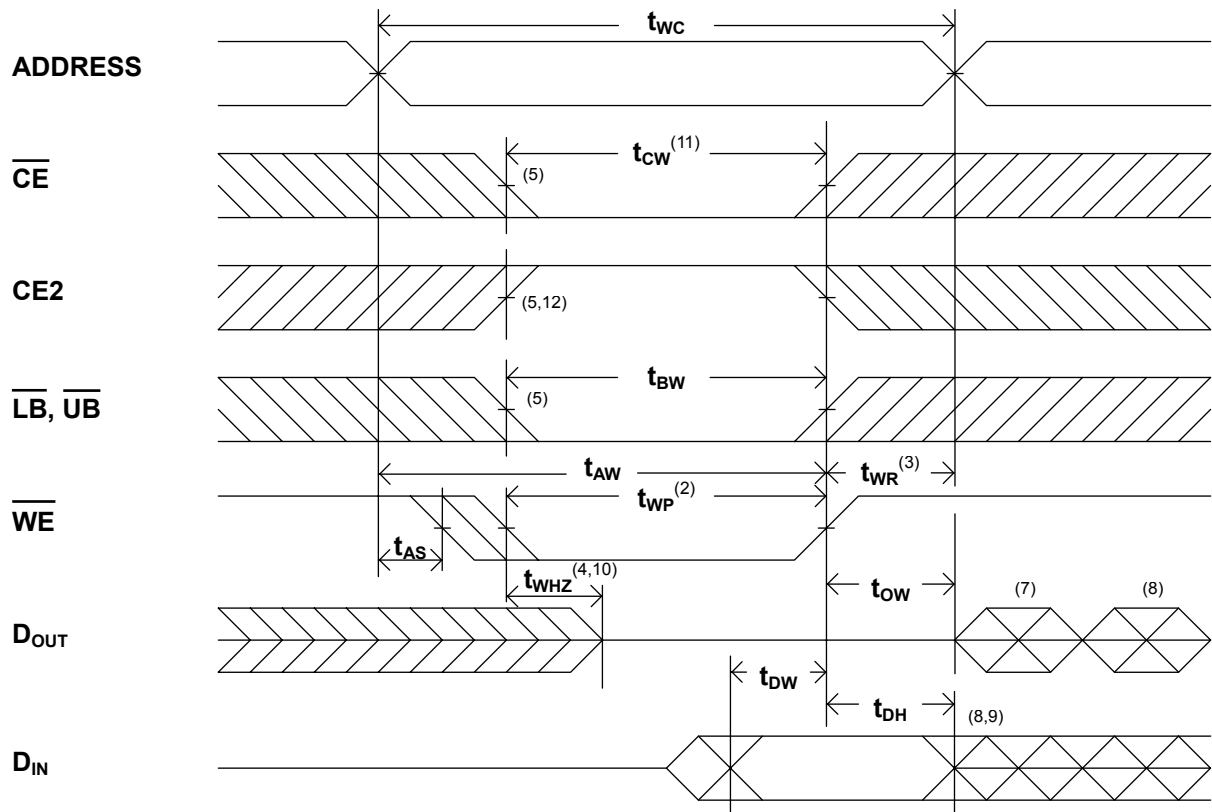 tWC
ADDRESS
CE
tCW(11)
(5)
CE2
(5,12)
LB, UB
tBW
(5)
tAW
tWR(3)
WE
tWP(2)
tAS
tWHZ(4,10)
tOW
(7)
(8)
DOUT
tDW
tDH
(8,9)
DIN